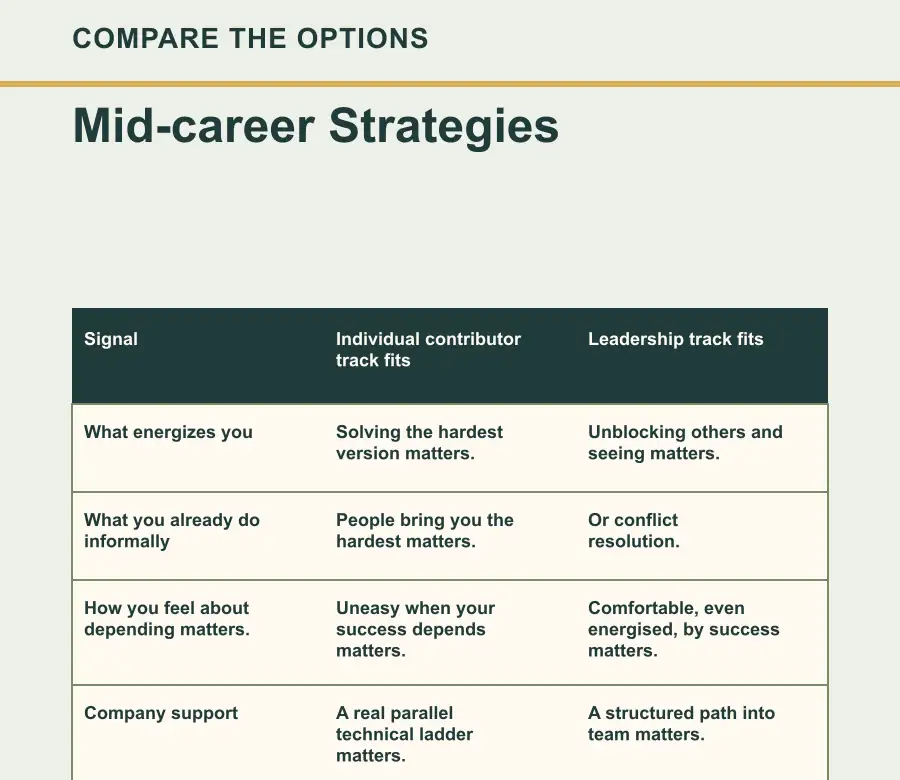 COMPARE THE OPTIONS
Mid-career Strategies
Signal
Individual contributor
track fits
Leadership track fits
What energizes you
Solving the hardest
version matters.
Unblocking others and
seeing matters.
What you already do
informally
People bring you the
hardest matters.
Or conflict
resolution.
How you feel about
depending matters.
Uneasy when your
success depends
matters.
Comfortable, even
energised, by success
matters.
Company support
A real parallel
technical ladder
matters.
A structured path into
team matters.